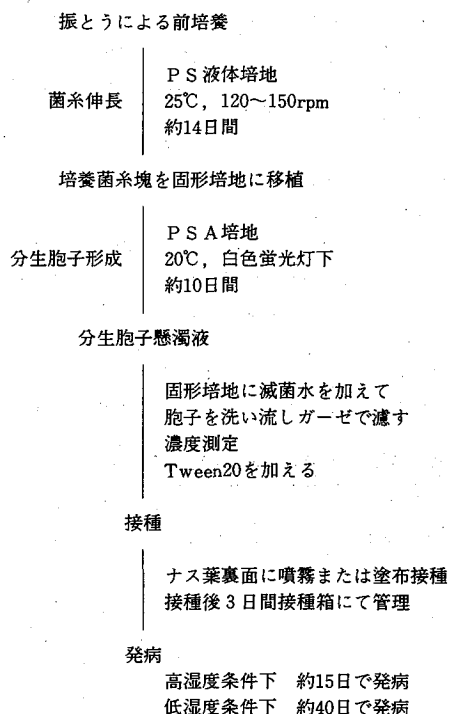 振とうによる前培養
PS液体培地
菌糸伸長
25℃，120～150rpm
約14日間
培養菌糸塊を固形培地に移植
PSA培地
分生胞子形成
20℃，白色蛍光灯下
約10日間
分生胞子懸濁液
固形培地に滅菌水を加えて
胞子を洗い流しガーゼで濾す
濃度測定
Tween20を加える
接種
ナス葉裏面に噴霧または塗布接種
接種後3日間接種箱にて管理
発病
高湿度条件下　約15日で発病
低湿度条件下　約40日で発病